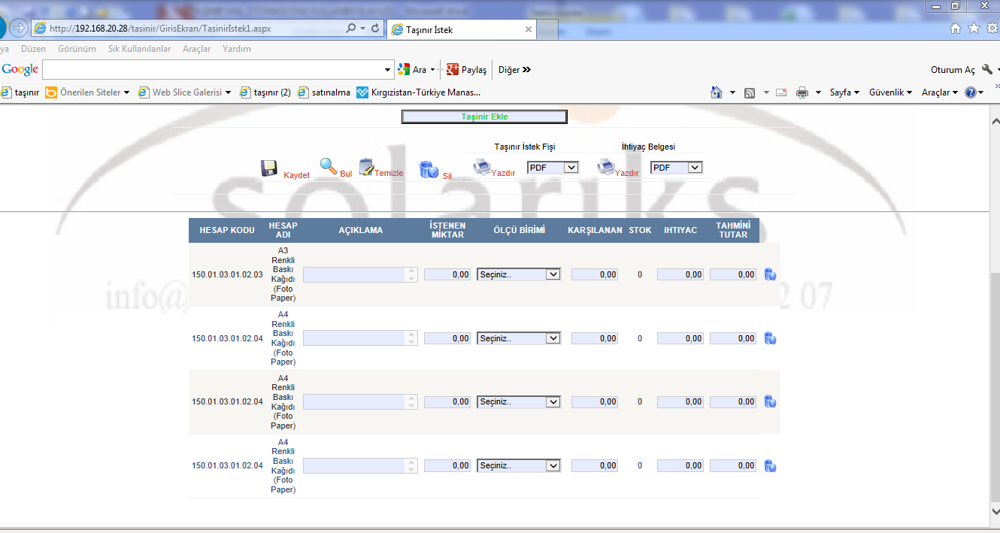 http://192.168.20.28/tasinir/GirisEkran/TasinirIstek1.aspx
Taşınır İstek
ya Düzen Görünüm Sık Kullanılanlar Araçlar Yardım
Google Ara Paylaş Diğer »» Oturum Aç
taşınır Önerilen Siteler Web Slice Galerisi taşınır (2) satınalma Kırgızistan-Türkiye Manas... Sayfa Güvenlik Araçlar
Taşinir Ekle
Taşınır İstek Fişi İhtiyaç Belgesi
Kaydet Bul Temizle Sil Yazdır PDF Yazdır PDF
solariks
HESAP KODU HESAP ADI AÇIKLAMA İSTENEN MİKTAR ÖLÇÜ BİRİMİ KARŞILANAN STOK IHTIYAC TAHMİNİ TUTAR
150.01.03.01.02.03 A3 Renkli Baskı Kağıdı (Foto Paper) 0,00 Seçiniz.. 0,00 0 0,00 0,00
info@ 2 07
150.01.03.01.02.04 A4 Renkli Baskı Kağıdı (Foto Paper) 0,00 Seçiniz.. 0,00 0 0,00 0,00
150.01.03.01.02.04 A4 Renkli Baskı Kağıdı (Foto Paper) 0,00 Seçiniz.. 0,00 0 0,00 0,00
150.01.03.01.02.04 A4 Renkli Baskı Kağıdı (Foto Paper) 0,00 Seçiniz.. 0,00 0 0,00 0,00